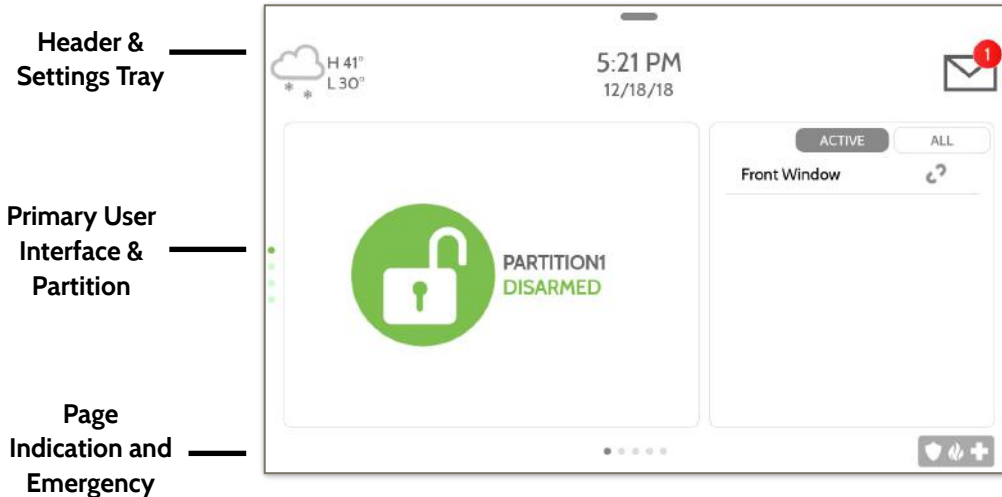 Header &
Settings Tray
H 41°
L 30°
5:21 PM
12/18/18
1
ACTIVE
ALL
Front Window
Primary User
Interface &
Partition
PARTITION1
DISARMED
Page
Indication and
Emergency